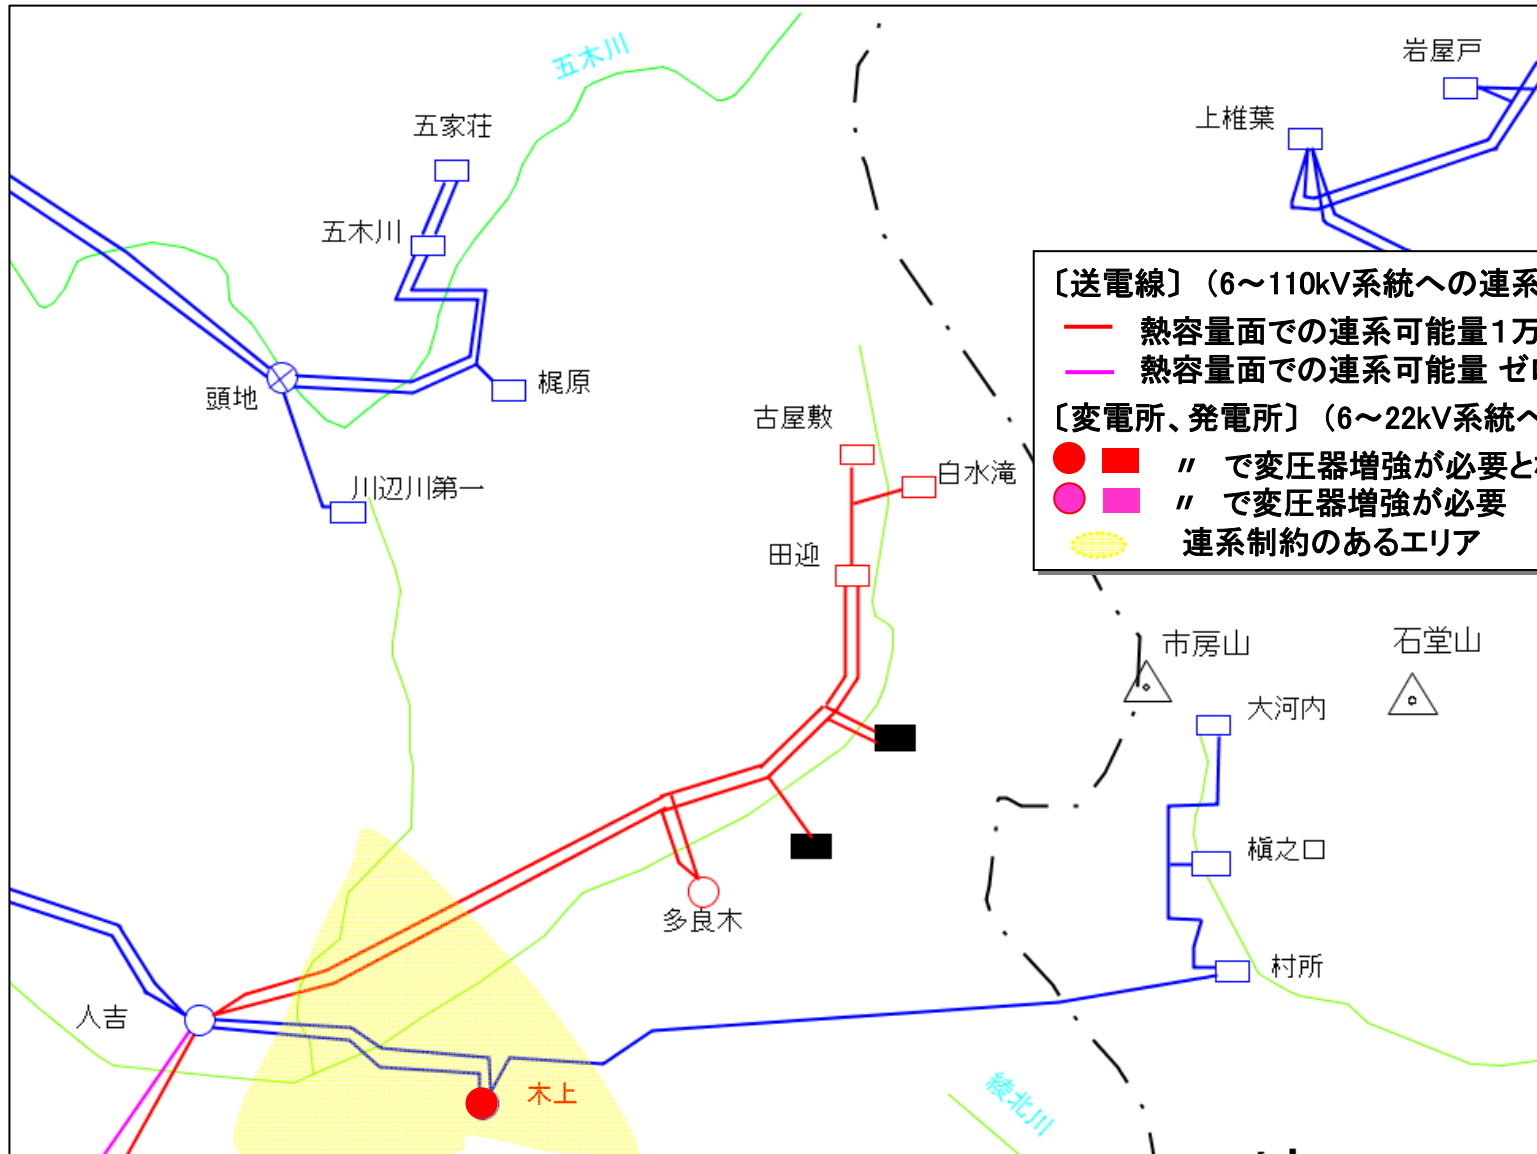 五木川
岩屋戸
上椎葉
五家荘
五木川
〔送電線〕（6～110kV系統への連系
熱容量面での連系可能量１万
熱容量面での連系可能量 ゼロ
〔変電所、発電所〕（6～22kV系統へ
〃 で変圧器増強が必要と
〃 で変圧器増強が必要
連系制約のあるエリア
頭地
梶原
古屋敷
白水滝
川辺川第一
田迎
市房山
石堂山
大河内
槇之口
多良木
村所
人吉
木上
綾北川